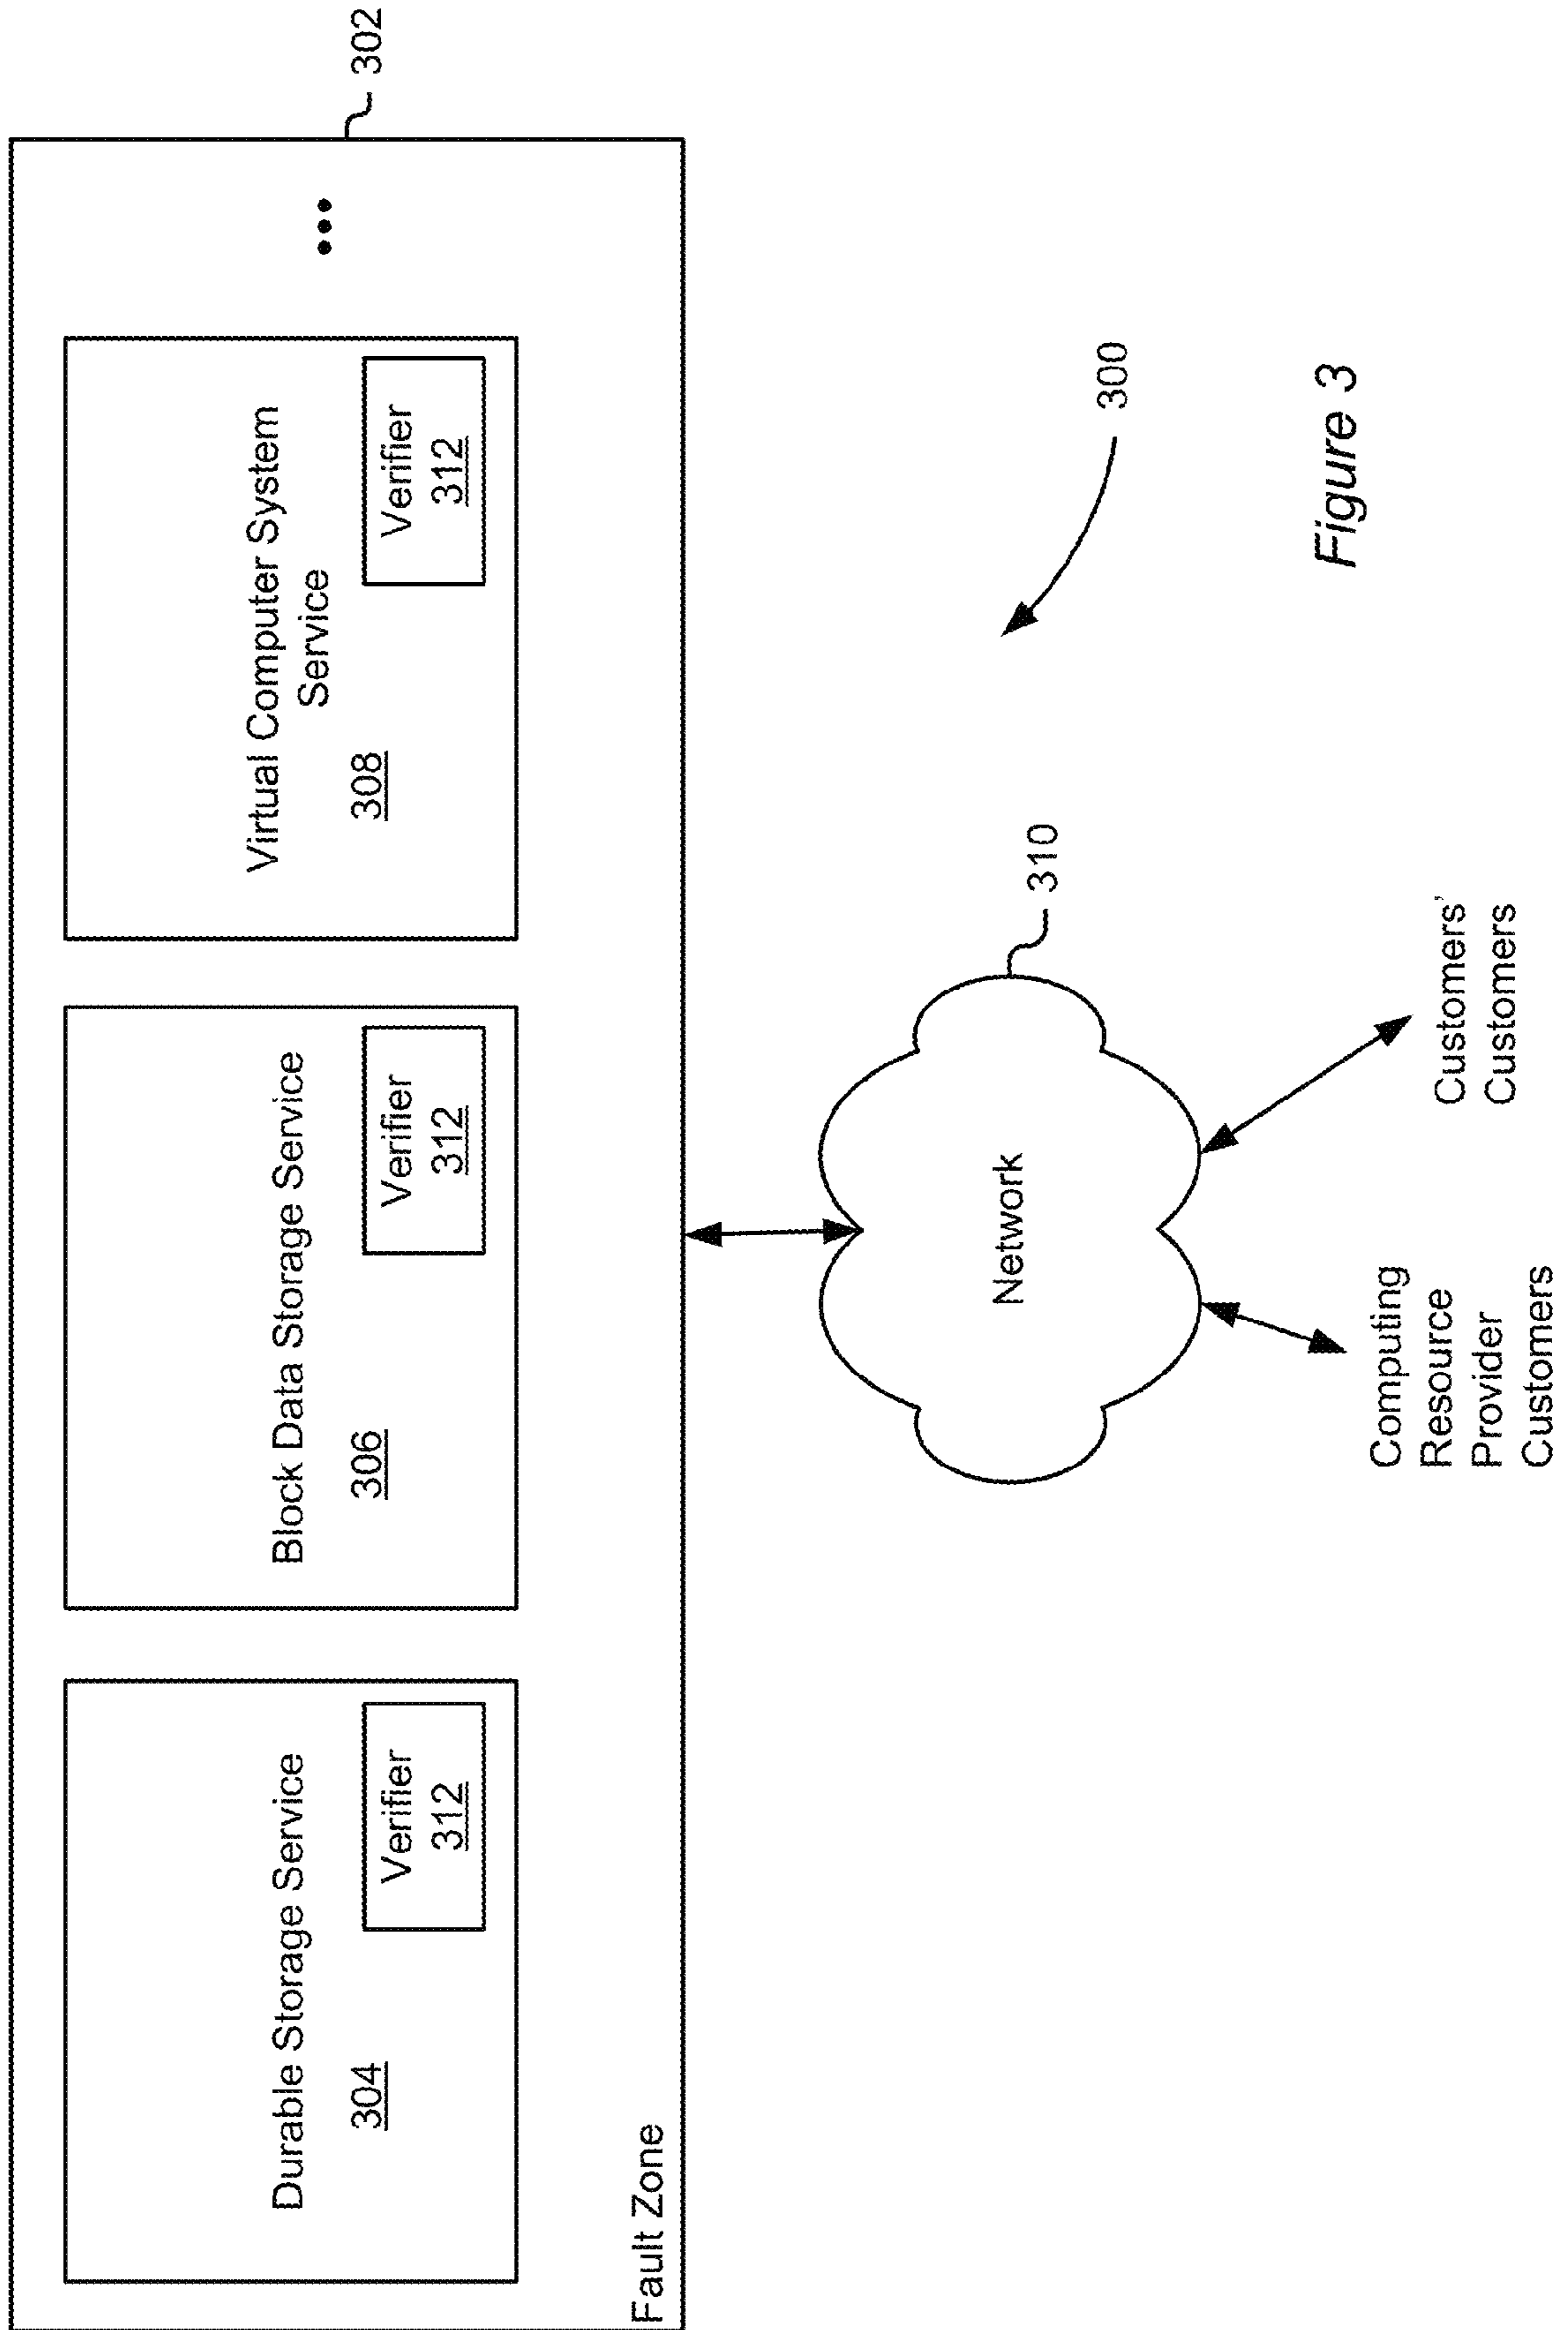 302
Durable Storage Service
304
Verifier
312
Block Data Storage Service
306
Verifier
312
Virtual Computer System
Service
308
Verifier
312
...
Fault Zone
Network
310
300
Computing
Resource
Provider
Customers
Customers'
Customers
Figure 3